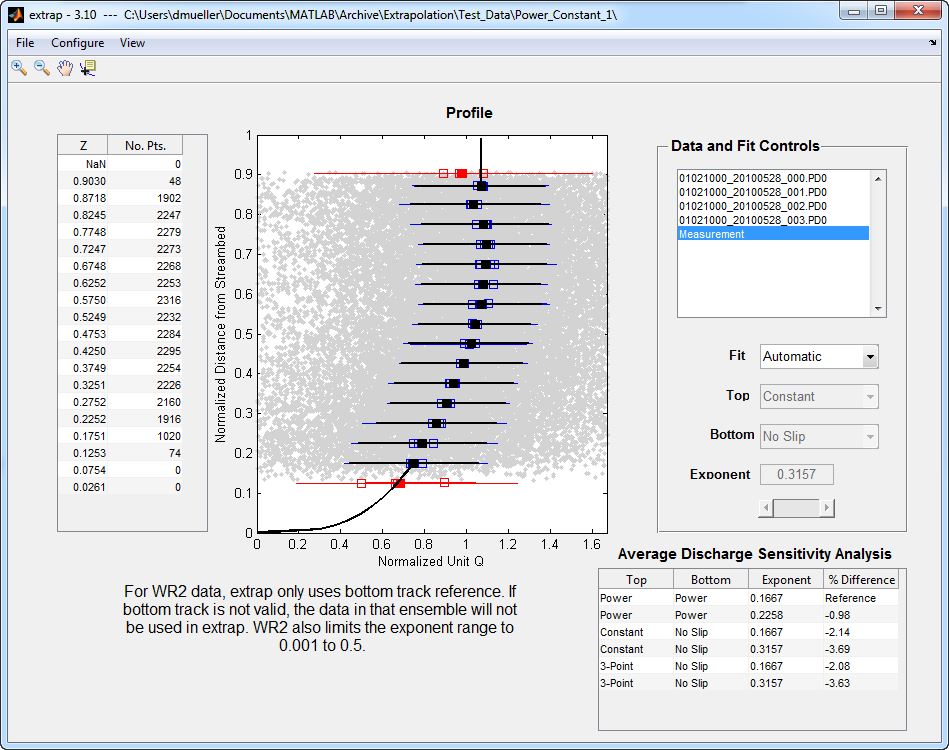 extrap - 3.10 --- C:\Users\dmueller\Documents\MATLAB\Archive\Extrapolation\Test_Data\Power_Constant_1\
File Configure View
Profile
Z No. Pts.
NaN 0
0.9030 48
0.8718 1902
0.8245 2247
0.7748 2279
0.7247 2273
0.6748 2268
0.6252 2253
0.5750 2316
0.5249 2232
0.4753 2284
0.4250 2295
0.3749 2254
0.3251 2226
0.2752 2160
0.2252 1916
0.1751 1020
0.1253 74
0.0754 0
0.0261 0
Normalized Distance from Streambed
1
0.9
0.8
0.7
0.6
0.5
0.4
0.3
0.2
0.1
0
0 0.2 0.4 0.6 0.8 1 1.2 1.4 1.6
Normalized Unit Q
For WR2 data, extrap only uses bottom track reference. If
bottom track is not valid, the data in that ensemble will not
be used in extrap. WR2 also limits the exponent range to
0.001 to 0.5.
Data and Fit Controls
01021000_20100528_000.PD0
01021000_20100528_001.PD0
01021000_20100528_002.PD0
01021000_20100528_003.PD0
Measurement
Fit Automatic
Top Constant
Bottom No Slip
Exponent 0.3157
Average Discharge Sensitivity Analysis
Top Bottom Exponent % Difference
Power Power 0.1667 Reference
Power Power 0.2258 -0.98
Constant No Slip 0.1667 -2.14
Constant No Slip 0.3157 -3.69
3-Point No Slip 0.1667 -2.08
3-Point No Slip 0.3157 -3.63